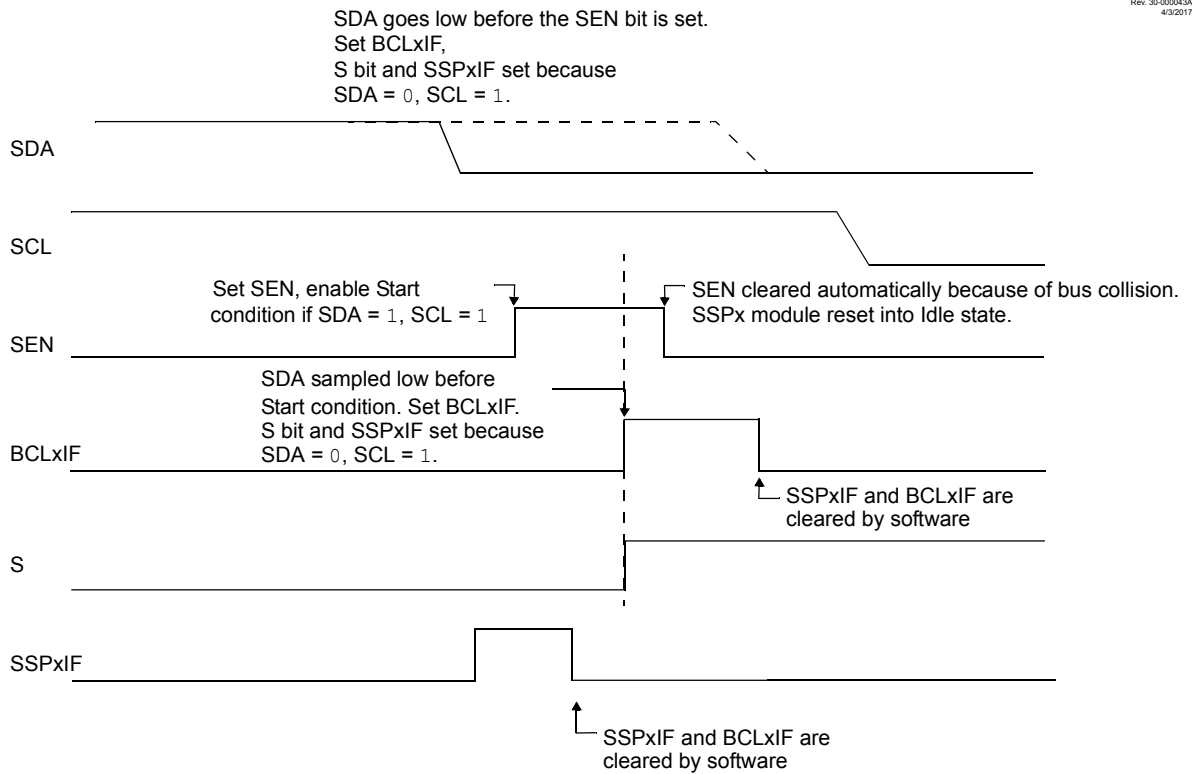 Rev. 30-000043A
4/3/2017
SDA goes low before the SEN bit is set.
Set BCLxIF,
S bit and SSPxIF set because
SDA = 0, SCL = 1.
SDA
SCL
Set SEN, enable Start
condition if SDA = 1, SCL = 1
SEN cleared automatically because of bus collision.
SSPx module reset into Idle state.
SEN
SDA sampled low before
Start condition. Set BCLxIF.
S bit and SSPxIF set because
SDA = 0, SCL = 1.
BCLxIF
SSPxIF and BCLxIF are
cleared by software
S
SSPxIF
SSPxIF and BCLxIF are
cleared by software